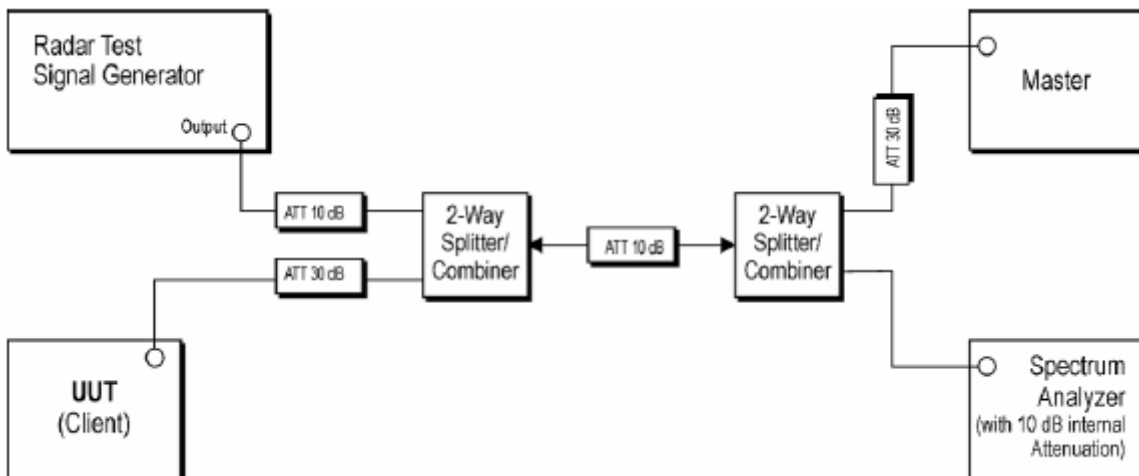 Radar Test
Signal Generator
Output
Master
ATT 30 dB
ATT 10 dB
2-Way
Splitter/
Combiner
ATT 10 dB
2-Way
Splitter/
Combiner
ATT 30 dB
UUT
(Client)
Spectrum
Analyzer
(with 10 dB internal
Attenuation)